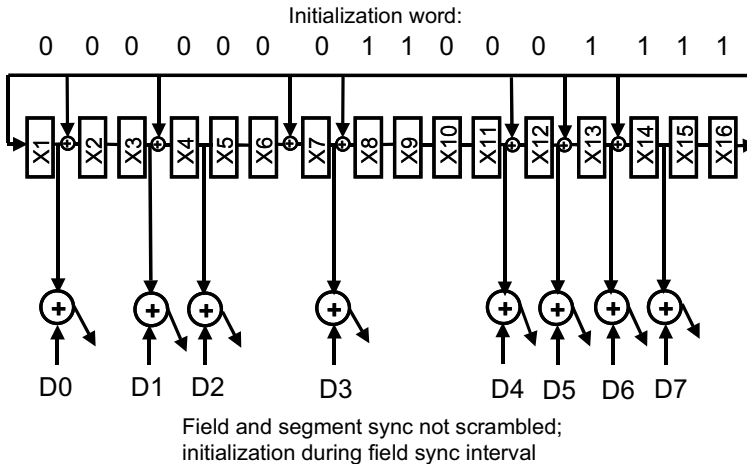 Initialization word:
0 0 0 0 0 0 0 1 1 0 0 0 1 1 1 1
X1 X2 X3 X4 X5 X6 X7 X8 X9 X10 X11 X12 X13 X14 X15 X16
D0 D1 D2 D3 D4 D5 D6 D7
Field and segment sync not scrambled;
initialization during field sync interval